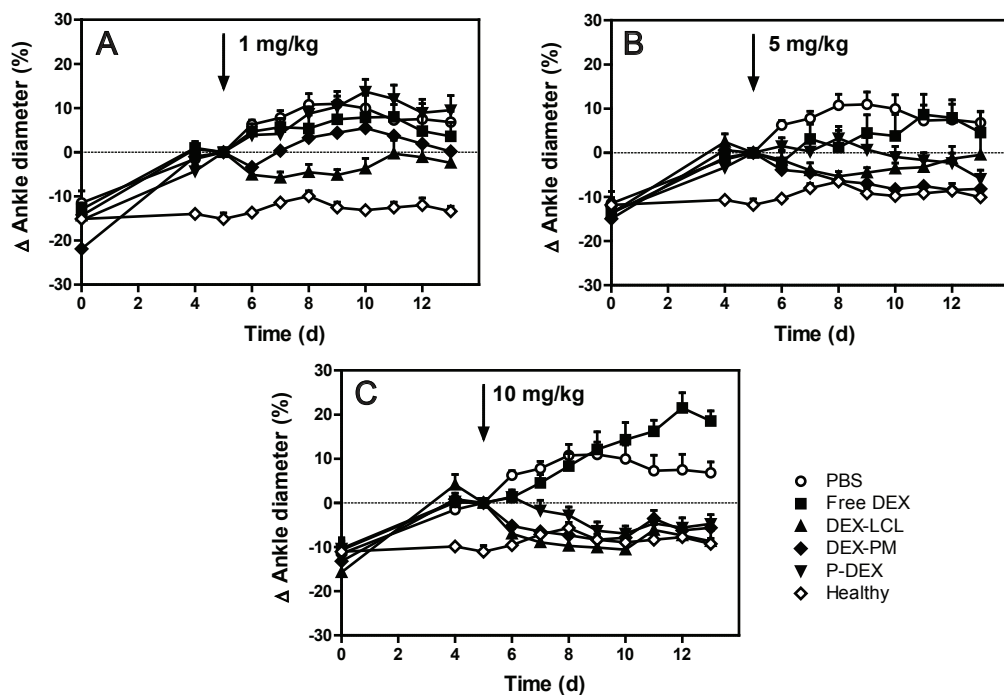 A
1 mg/kg
Δ Ankle diameter (%)
30
20
10
0
-10
-20
-30
0
2
4
6
8
10
12
Time (d)
B
5 mg/kg
Δ Ankle diameter (%)
30
20
10
0
-10
-20
-30
0
2
4
6
8
10
12
Time (d)
C
10 mg/kg
Δ Ankle diameter (%)
30
20
10
0
-10
-20
-30
0
2
4
6
8
10
12
Time (d)
PBS
Free DEX
DEX-LCL
DEX-PM
P-DEX
Healthy